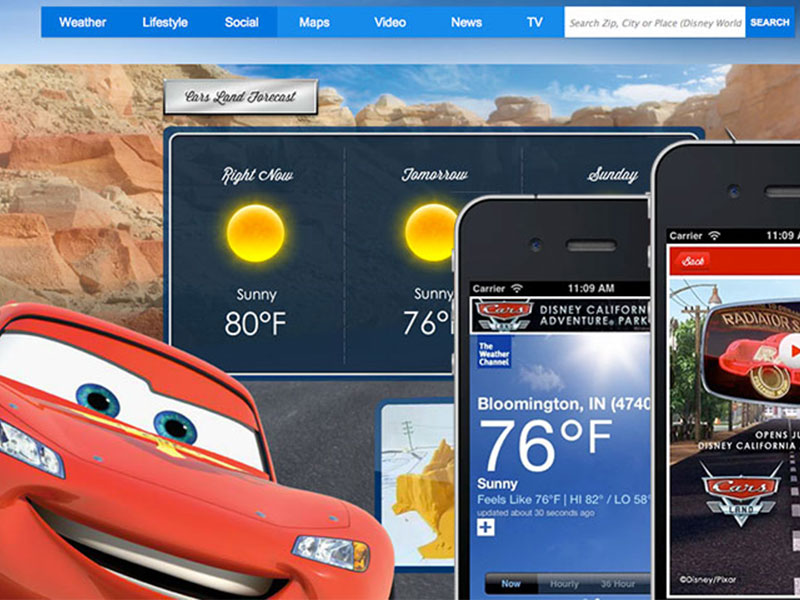 Weather Lifestyle Social Maps Video News TV Search Zip, City or Place (Disney World SEARCH
Cars Land Forecast
Right Now Tomorrow Sunday
Sunny Sunny
80°F 76°F
Carrier 11:09 AM
Cars LAND
DISNEY CALIFORN
ADVENTURE® PARK
The
Weather
Channel
Bloomington, IN (4740
76°F
Sunny
Feels Like 76°F | HI 82° / LO 58°
updated about 30 seconds ago
Now Hourly 36 Hour
Carrier 11:09 A
Back
RADIATOR S
OPENS JU
DISNEY CALIFORNIA A
Cars
LAND
©Disney/Pixar